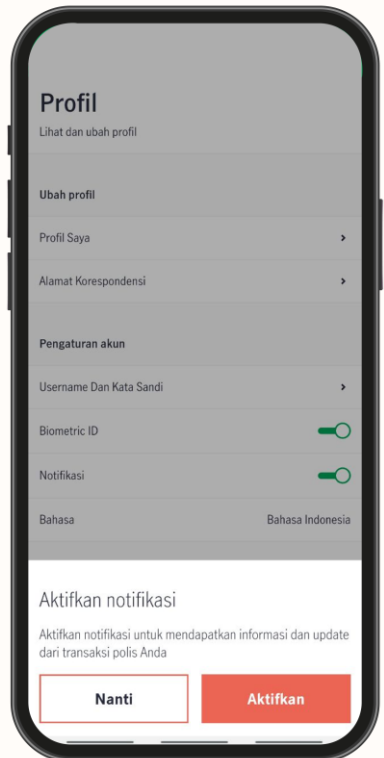 Profil
Lihat dan ubah profil
Ubah profil
Profil Saya
Alamat Korespondensi
Pengaturan akun
Username Dan Kata Sandi
Biometric ID
Notifikasi
Bahasa Bahasa Indonesia
Aktifkan notifikasi
Aktifkan notifikasi untuk mendapatkan informasi dan update
dari transaksi polis Anda
Nanti Aktifkan